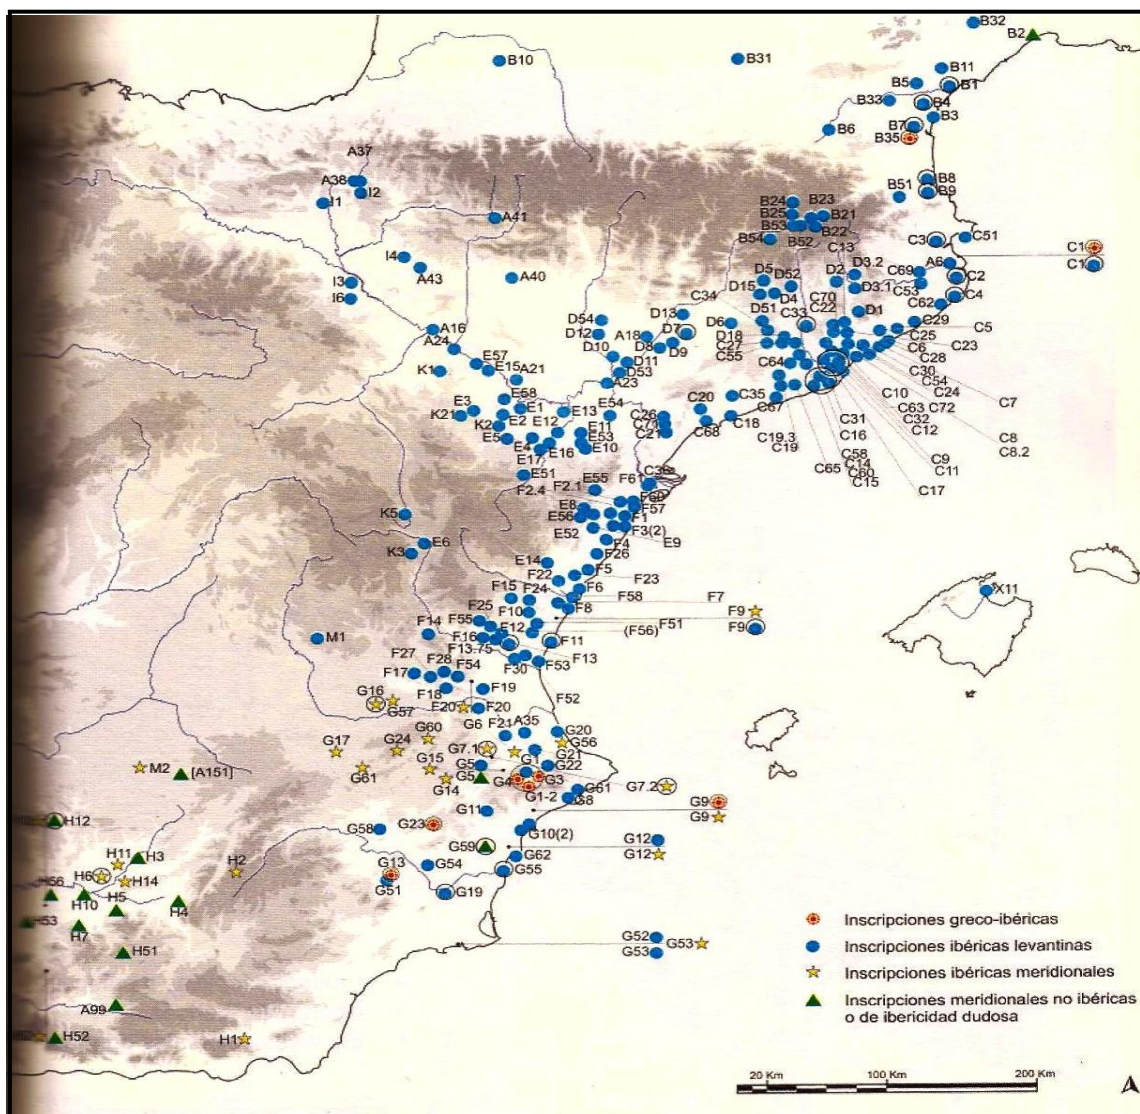 B32
B2
B10
B31
B11
B5
B1
B33
B4
B3
B6
B7
B35
A37
A38
I2
I1
B8
B51
B9
B24
B23
B25
B21
B53
B22
B54
B52
C13
A41
C3
C51
C1
C1
I4
A43
A40
I3
I6
D5
D52
D2
D3.2
C69
A6
C2
D15
D4
D3.1
C53
C4
C34
C70
C22
C62
D13
D51
C33
D1
C29
D54
D6
C5
A16
D12
A18
D7
D18
C25
C23
A24
D8
D9
C27
C6
C55
C28
D10
D11
C64
C30
K1
E57
E15
A21
D53
C54
A23
C24
C10
C7
E58
C35
C63
C72
E3
E1
E13
E54
C20
C67
C32
K21
E2
C26
C12
K2
E12
C71
C18
C31
E5
E11
C21
C68
C16
C8
E4
E53
C19.3
C8.2
E16
E10
C19
C58
C9
E17
C65
C14
C11
C60
E51
C15
C17
F2.4
F2.1
E55
F61
E8
F57
K5
E56
F1
E52
F3(2)
E9
F4
E6
K3
F26
E14
F5
F22
F23
F6
F15
F24
F58
F7
F25
F10
F8
F9
F55
F51
F14
F12
(F56)
F9
M1
F16
F11
F13.75
F13
F27
F30
F53
F28
F54
F17
F18
F19
F52
G16
G57
F20
F20
G6
F21
A35
G20
G60
G56
G17
G24
G7.1
G21
G1
M2
[A151]
G61
G15
G5
G22
G14
G5
G4
G3
G7.2
G1-2
G61
G8
G11
G9
G9
H12
G58
G23
G10(2)
G12
G59
G12
H11
H3
G62
H2
G13
G54
G55
H6
H14
G51
G19
H56
H10
H5
H4
H53
H7
G52
G53
G53
H51
A99
H52
H1
X11
Inscripciones greco-ibéricas
Inscripciones ibéricas levantinas
Inscripciones ibéricas meridionales
Inscripciones meridionales no ibéricas
o de ibericidad dudosa
20 Km
100 Km
200 Km